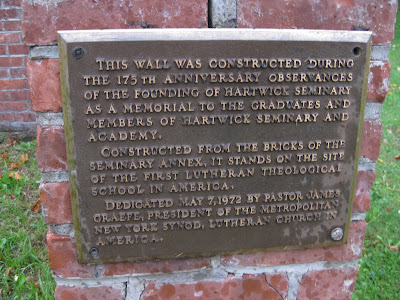 THIS WALL WAS CONSTRUCTED DURING
THE 175TH ANNIVERSARY OBSERVANCES
OF THE FOUNDING OF HARTWICK SEMINARY
AS A MEMORIAL TO THE GRADUATES AND
MEMBERS OF HARTWICK SEMINARY AND
ACADEMY.
CONSTRUCTED FROM THE BRICKS OF THE
SEMINARY ANNEX, IT STANDS ON THE SITE
OF THE FIRST LUTHERAN THEOLOGICAL
SCHOOL IN AMERICA.
DEDICATED MAY 7, 1972 BY PASTOR JAMES
GRAEFE, PRESIDENT OF THE METROPOLITAN
NEW YORK SYNOD, LUTHERAN CHURCH IN
AMERICA.